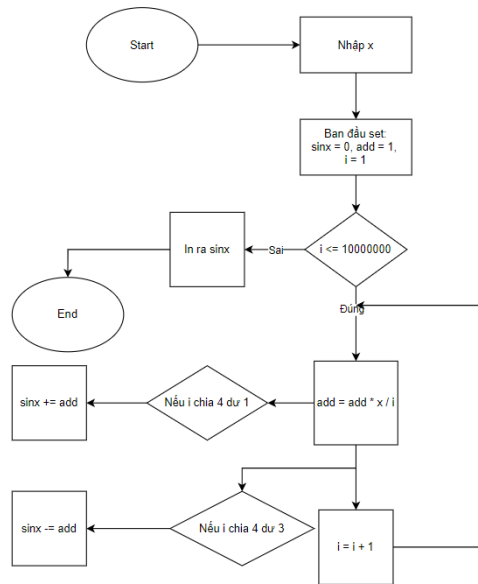 Start
Nhập x
Ban đầu set:
sinx = 0, add = 1,
i = 1
i <= 10000000
Sai
In ra sinx
End
Đúng
add = add * x / i
Nếu i chia 4 dư 1
sinx += add
Nếu i chia 4 dư 3
sinx -= add
i = i + 1